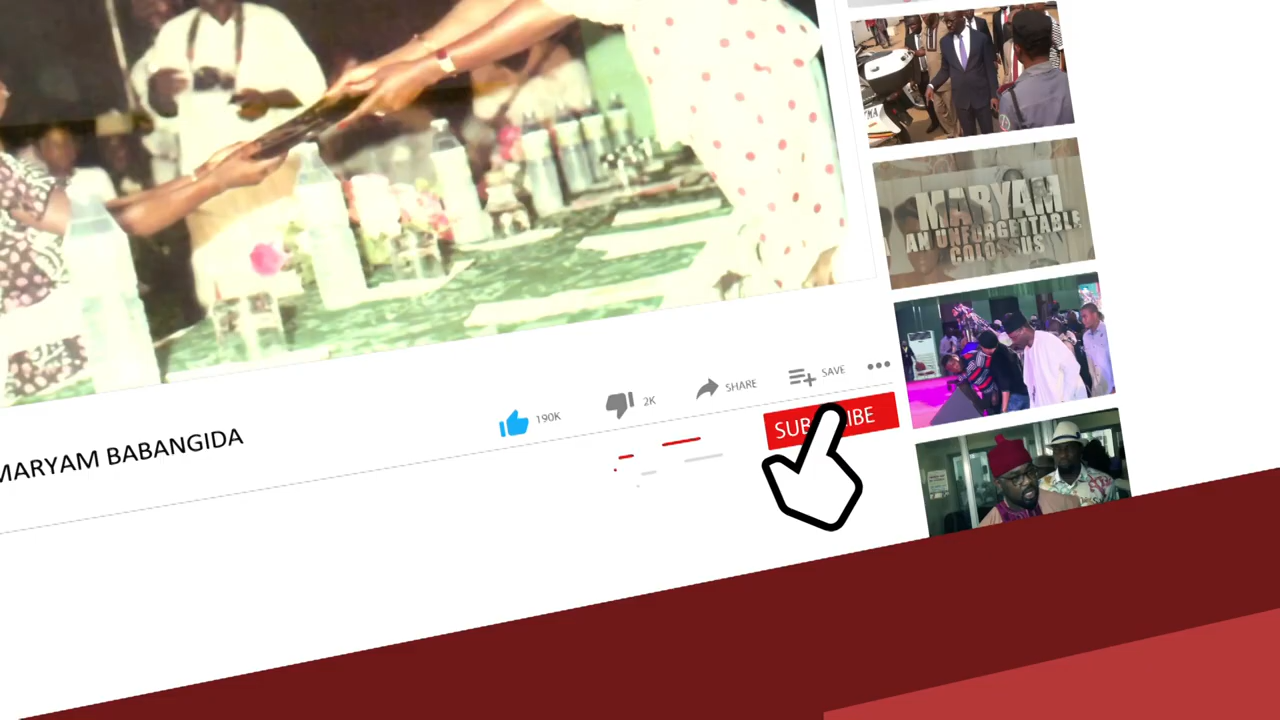 MARYAM
AN UNFORGETTABLE
COLOSSUS
190K
2K
SHARE
SAVE
MARYAM BABANGIDA